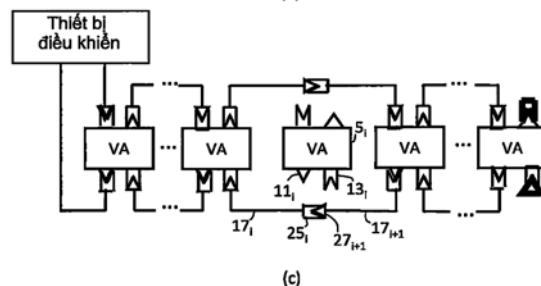 Thiết bị
điều khiển
...
...
5i
VA
...
VA
VA
VA
...
VA
11i
13i
...
...
17i
25i
27i+1
17i+1
(c)